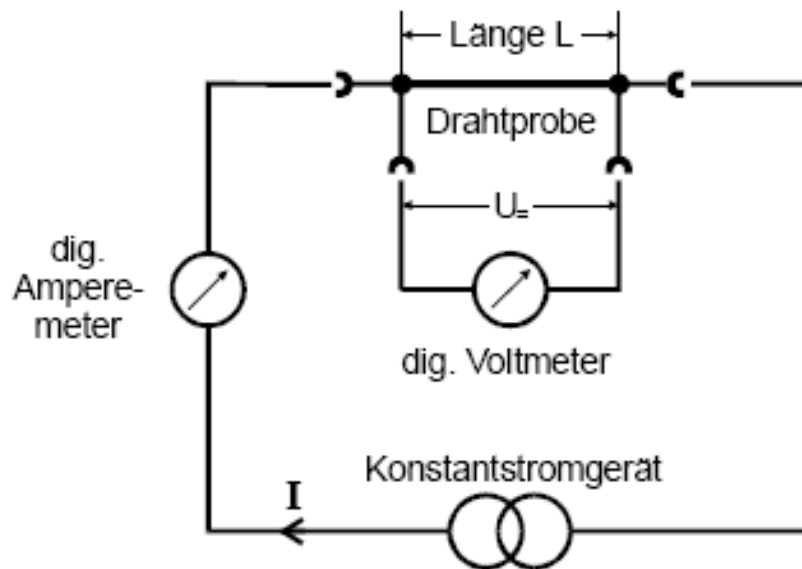 Länge L
Drahtprobe
U=
dig.
Ampere-
meter
dig. Voltmeter
Konstantstromgerät
I